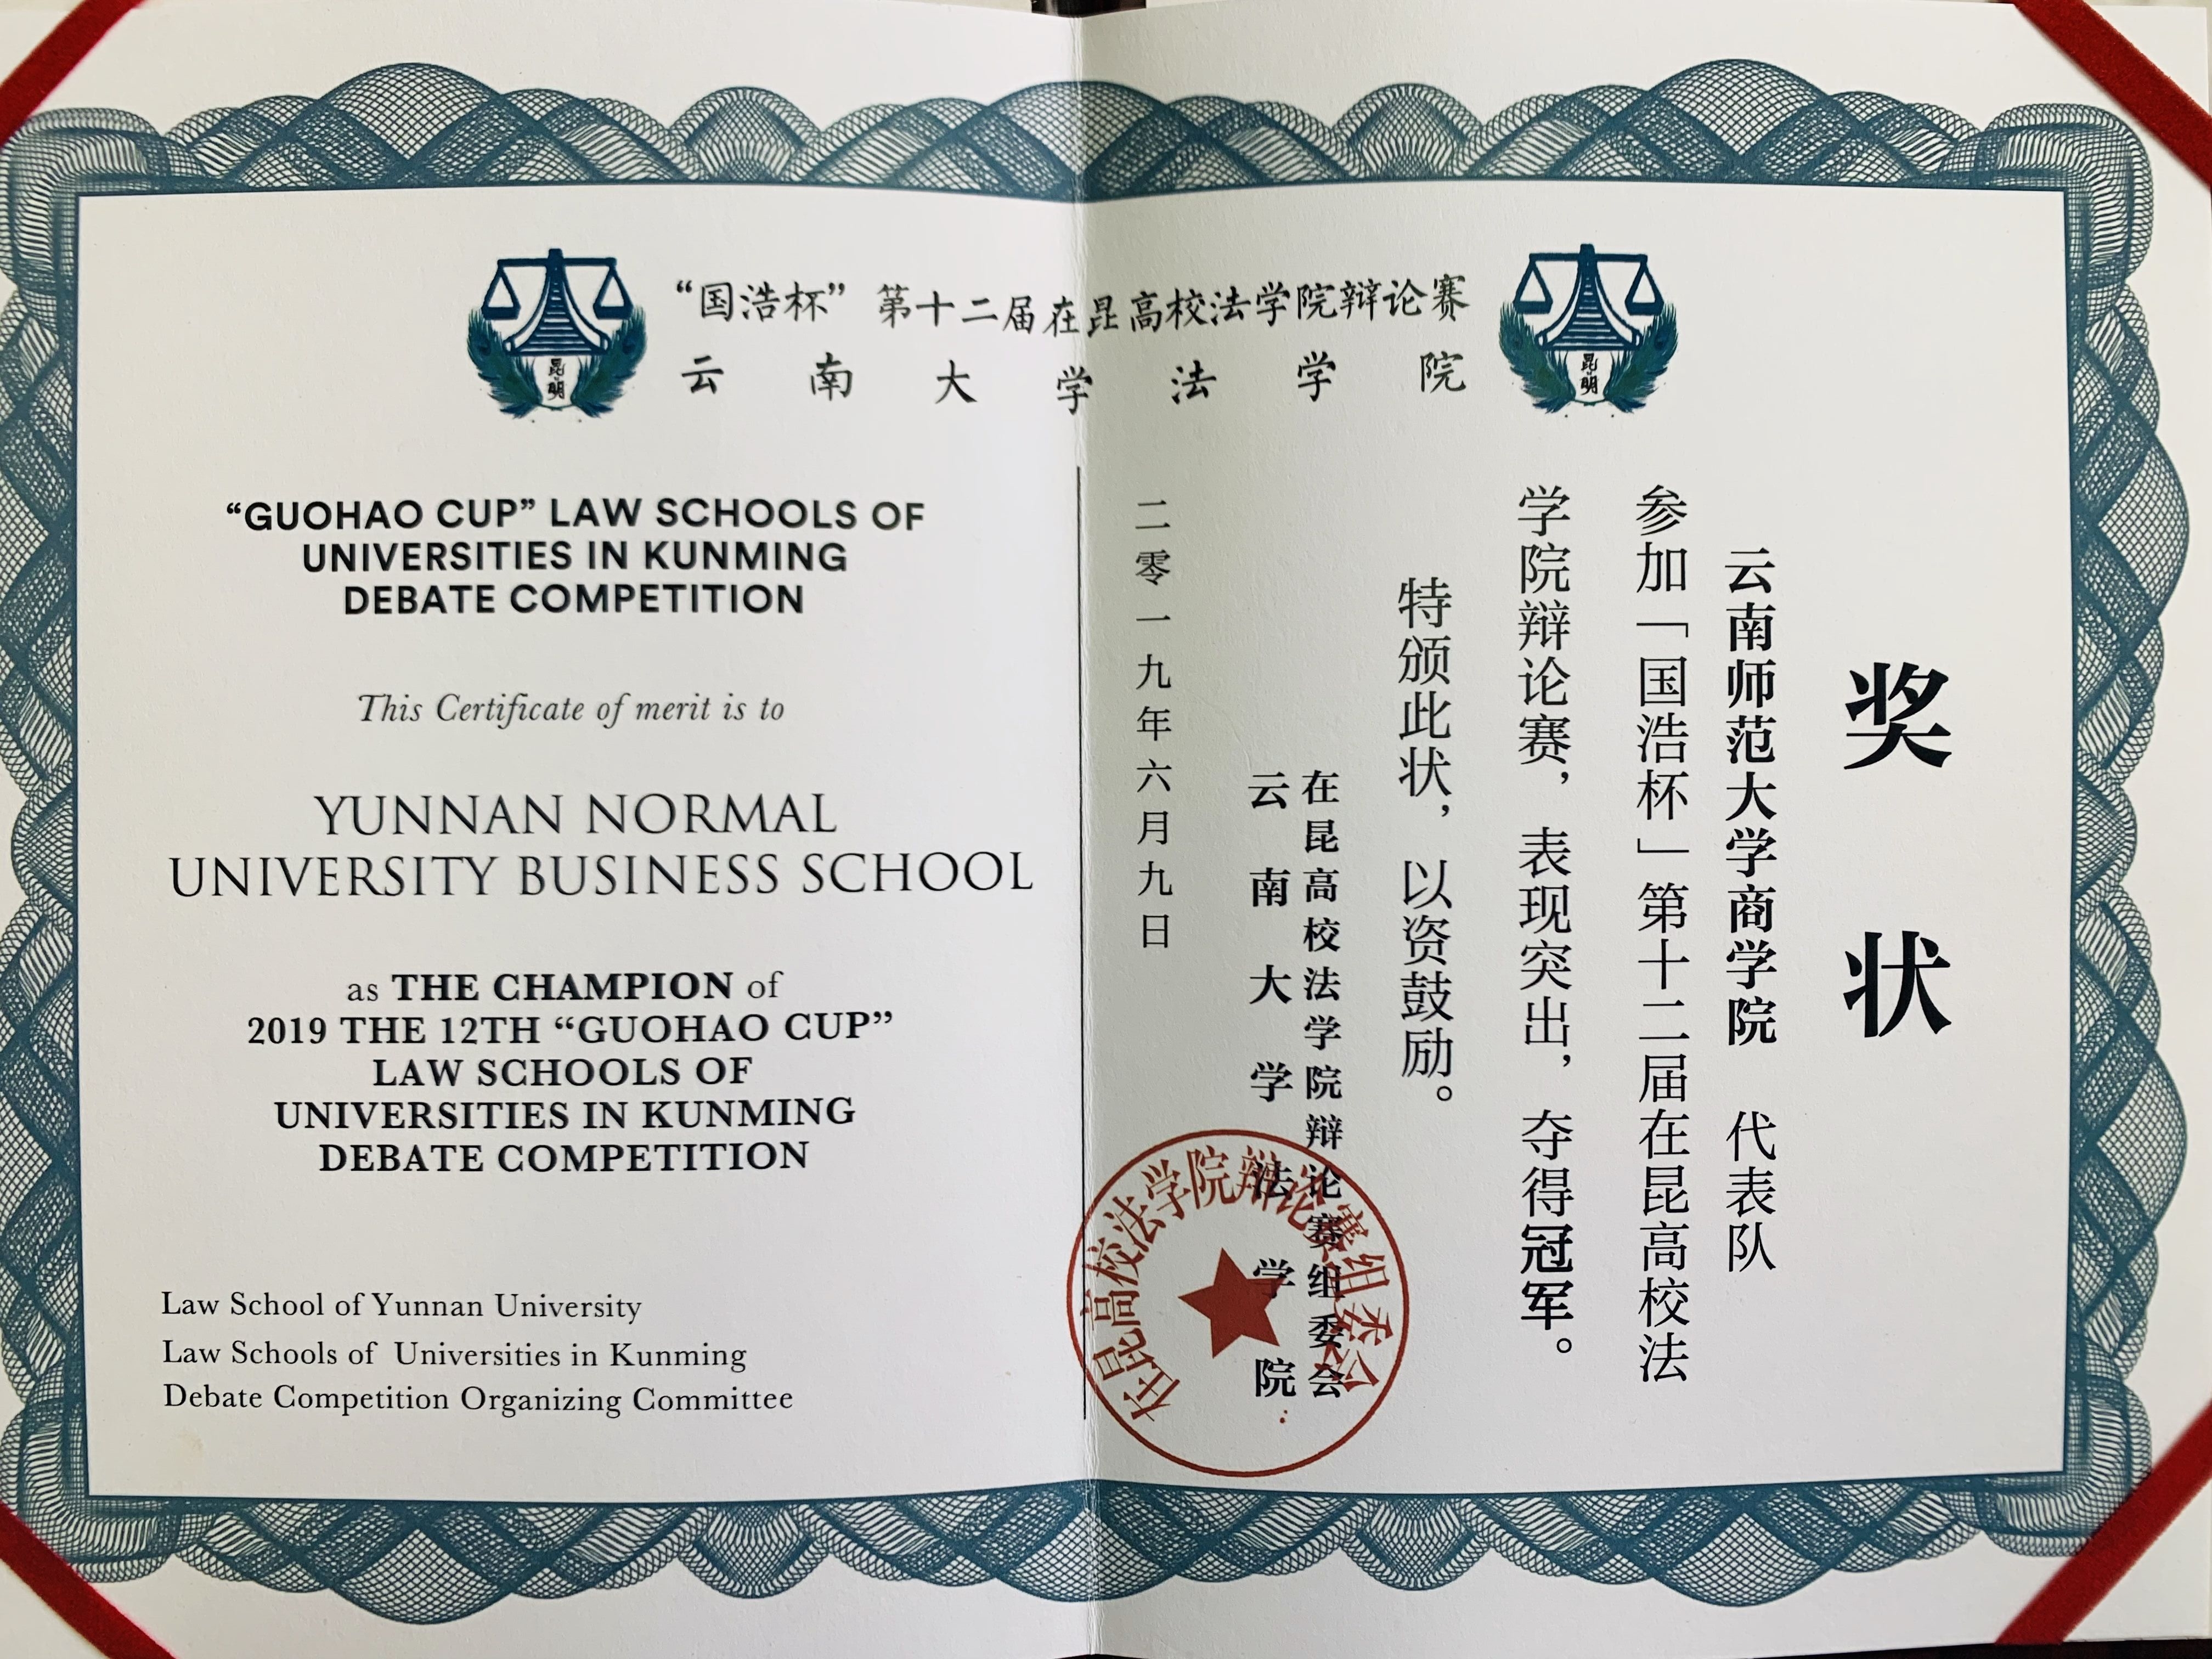 “国浩杯”第十二届在昆高校法学院辩论赛
云南大学法学院
昆明
昆明
“GUOHAO CUP” LAW SCHOOLS OF
UNIVERSITIES IN KUNMING
DEBATE COMPETITION
This Certificate of merit is to
YUNNAN NORMAL
UNIVERSITY BUSINESS SCHOOL
as THE CHAMPION of
2019 THE 12TH “GUOHAO CUP”
LAW SCHOOLS OF
UNIVERSITIES IN KUNMING
DEBATE COMPETITION
Law School of Yunnan University
Law Schools of Universities in Kunming
Debate Competition Organizing Committee
奖状
云南师范大学商学院 代表队
参加「国浩杯」第十二届在昆高校法
学院辩论赛，表现突出，夺得冠军。
特颁此状，以资鼓励。
在昆高校法学院辩论赛组委会
云南大学法学院
二零一九年六月九日
在昆高校法学院辩论赛组委会